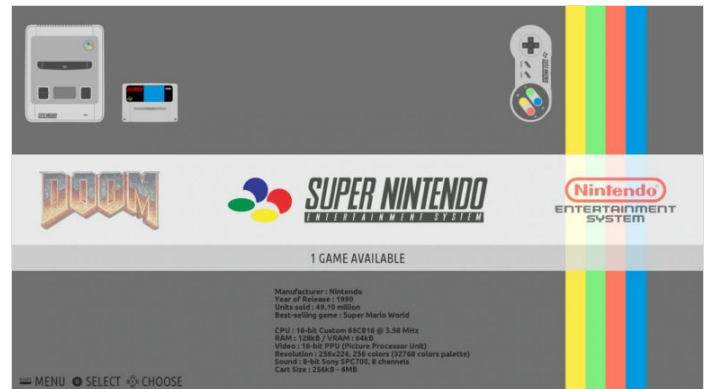 DOOM
SUPER NINTENDO
ENTERTAINMENT SYSTEM
Nintendo
ENTERTAINMENT
SYSTEM
1 GAME AVAILABLE
Manufacturer : Nintendo
Year of Release : 1990
Units sold : 49.10 million
Best-selling game : Super Mario World
CPU : 16-bit Custom 65C816 @ 3.58 MHz
RAM : 128kB / VRAM : 64kB
Video : 16-bit PPU (Picture Processor Unit)
Resolution : 256x224, 256 colors (32768 colors palette)
Sound : 8-bit Sony SPC700, 8 channels
Cart Size : 256kB - 6MB
MENU SELECT CHOOSE